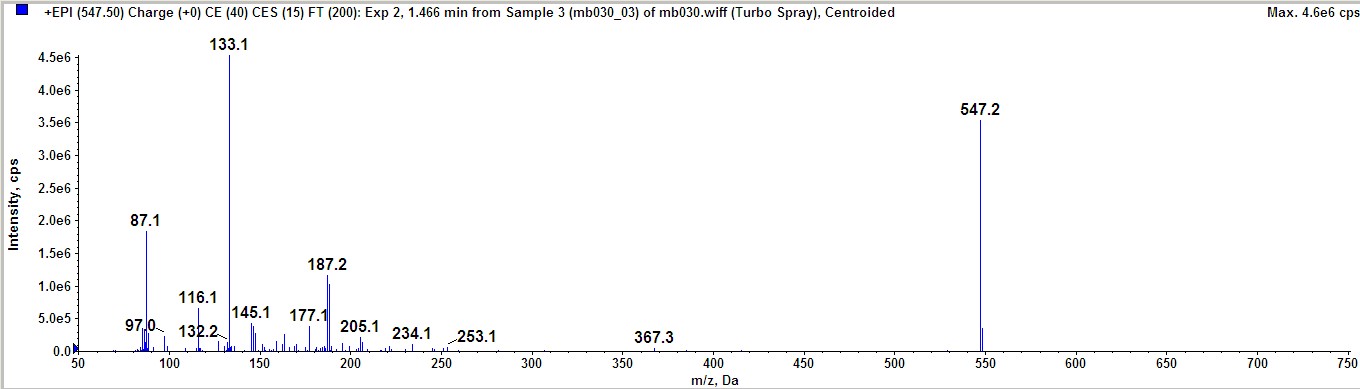 +EPI (547.50) Charge (+0) CE (40) CES (15) FT (200): Exp 2, 1.466 min from Sample 3 (mb030_03) of mb030.wiff (Turbo Spray), Centroided Max. 4.6e6 cps
133.1
4.5e6
4.0e6
547.2
3.5e6
3.0e6
2.5e6
87.1
2.0e6
1.5e6
187.2
1.0e6
116.1
145.1
177.1
5.0e5
97.0
132.2
205.1
234.1
253.1
367.3
0.0
50 100 150 200 250 300 350 400 450 500 550 600 650 700 750
m/z, Da
Intensity, cps